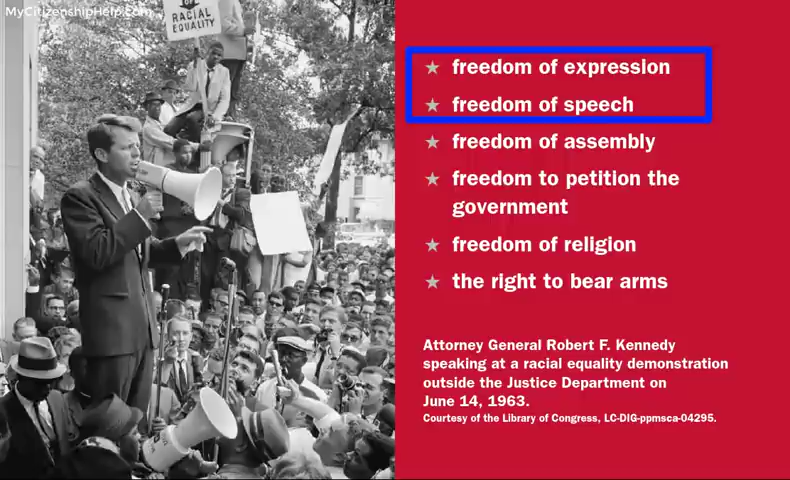 MyCitizenshipHelp.com
OF
RACIAL
EQUALITY
★ freedom of expression
★ freedom of speech
★ freedom of assembly
★ freedom to petition the
government
★ freedom of religion
★ the right to bear arms
Attorney General Robert F. Kennedy
speaking at a racial equality demonstration
outside the Justice Department on
June 14, 1963.
Courtesy of the Library of Congress, LC-DIG-ppmsca-04295.